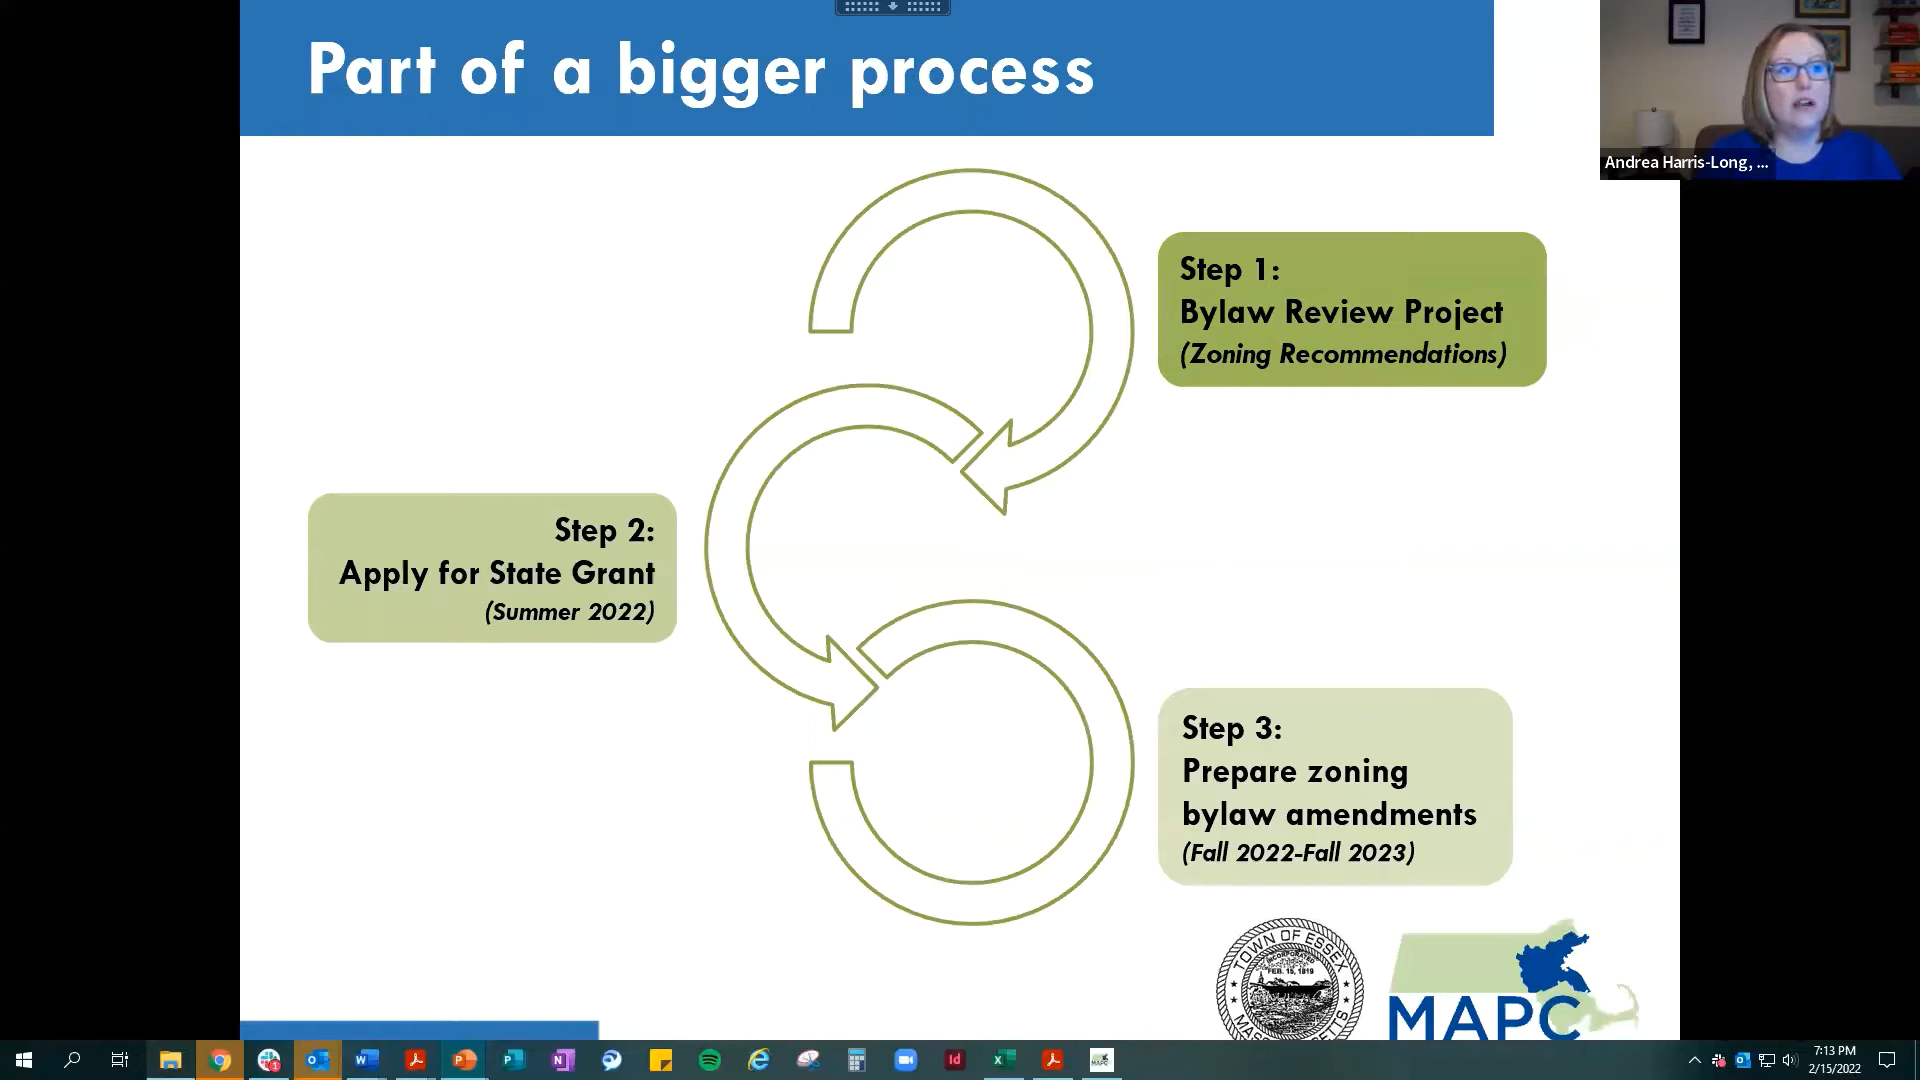 Part of a bigger process
Andrea Harris-Long, ...
Step 1:
Bylaw Review Project
(Zoning Recommendations)
Step 2:
Apply for State Grant
(Summer 2022)
Step 3:
Prepare zoning
bylaw amendments
(Fall 2022-Fall 2023)
TOWN OF ESSEX
INCORPORATED
FEB. 15, 1819
MAPC
7:13 PM
2/15/2022